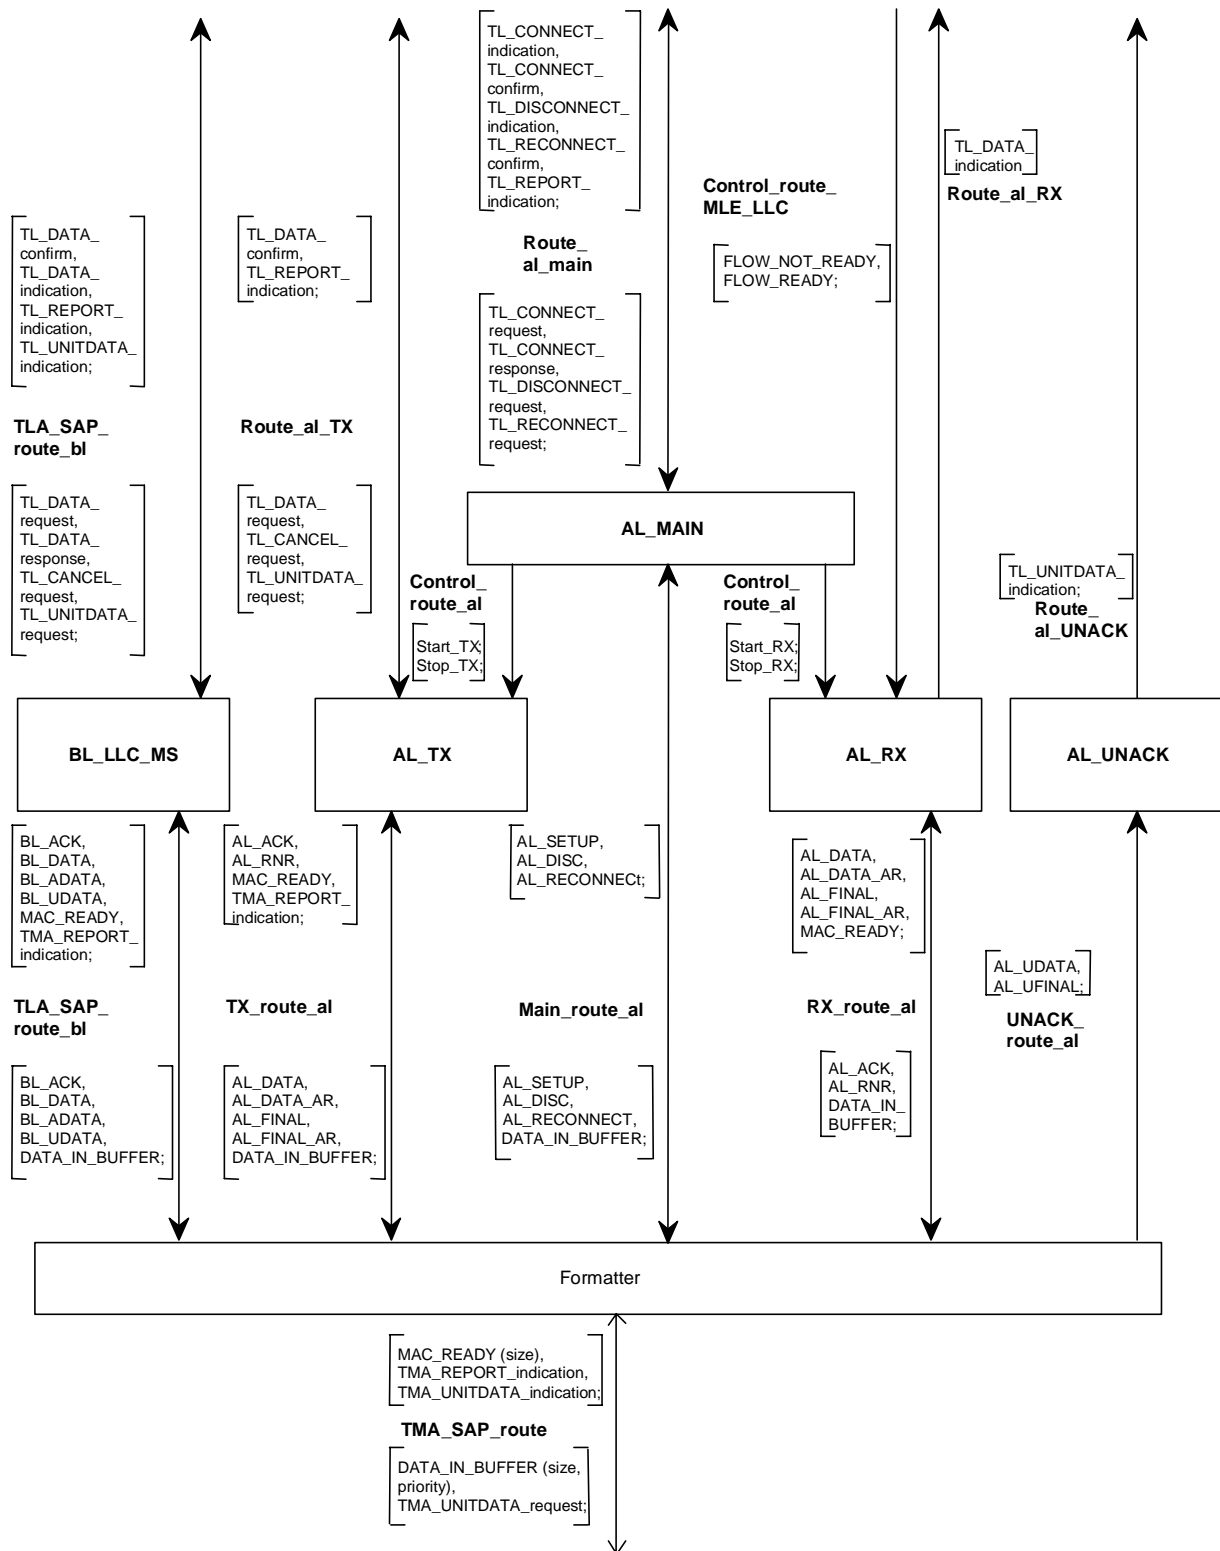 TL_CONNECT_
indication,
TL_CONNECT_
confirm,
TL_DISCONNECT_
indication,
TL_RECONNECT_
confirm,
TL_REPORT_
indication;
TL_DATA_
indication
Route_al_RX
Control_route_
MLE_LLC
FLOW_NOT_READY,
FLOW_READY;
Route_
al_main
TL_DATA_
confirm,
TL_DATA_
indication,
TL_REPORT_
indication,
TL_UNITDATA_
indication;
TL_DATA_
confirm,
TL_REPORT_
indication;
TL_CONNECT_
request,
TL_CONNECT_
response,
TL_DISCONNECT_
request,
TL_RECONNECT_
request;
TLA_SAP_
route_bl
Route_al_TX
TL_DATA_
request,
TL_DATA_
response,
TL_CANCEL_
request,
TL_UNITDATA_
request;
TL_DATA_
request,
TL_CANCEL_
request,
TL_UNITDATA_
request;
AL_MAIN
Control_
route_al
Start_TX;
Stop_TX;
Control_
route_al
Start_RX;
Stop_RX;
TL_UNITDATA_
indication;
Route_
al_UNACK
BL_LLC_MS
AL_TX
AL_RX
AL_UNACK
BL_ACK,
BL_DATA,
BL_ADATA,
BL_UDATA,
MAC_READY,
TMA_REPORT_
indication;
AL_ACK,
AL_RNR,
MAC_READY,
TMA_REPORT_
indication;
AL_SETUP,
AL_DISC,
AL_RECONNECt;
AL_DATA,
AL_DATA_AR,
AL_FINAL,
AL_FINAL_AR,
MAC_READY;
AL_UDATA,
AL_UFINAL;
TLA_SAP_
route_bl
TX_route_al
Main_route_al
RX_route_al
UNACK_
route_al
BL_ACK,
BL_DATA,
BL_ADATA,
BL_UDATA,
DATA_IN_BUFFER;
AL_DATA,
AL_DATA_AR,
AL_FINAL,
AL_FINAL_AR,
DATA_IN_BUFFER;
AL_SETUP,
AL_DISC,
AL_RECONNECT,
DATA_IN_BUFFER;
AL_ACK,
AL_RNR,
DATA_IN_
BUFFER;
Formatter
MAC_READY (size),
TMA_REPORT_indication,
TMA_UNITDATA_indication;
TMA_SAP_route
DATA_IN_BUFFER (size,
priority),
TMA_UNITDATA_request;